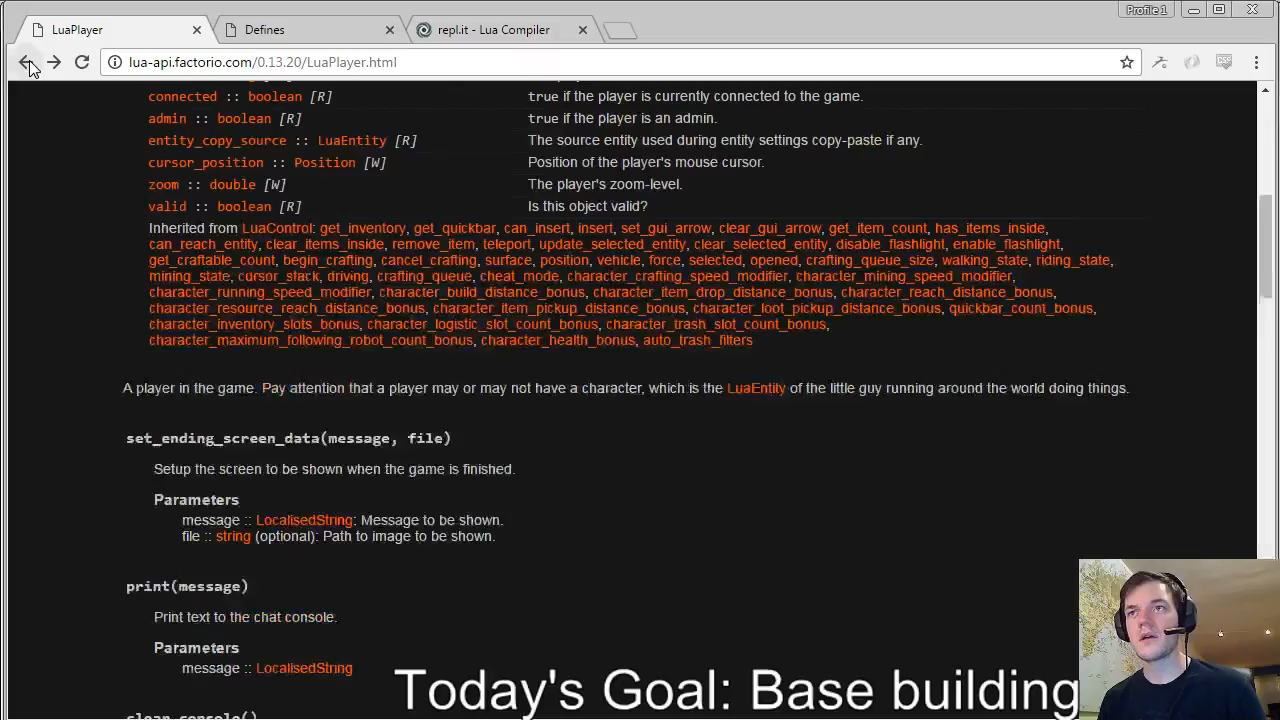 Profile 1
LuaPlayer
Defines
repl.it - Lua Compiler
lua-api.factorio.com/0.13.20/LuaPlayer.html
connected :: boolean [R] true if the player is currently connected to the game.
admin :: boolean [R] true if the player is an admin.
entity_copy_source :: LuaEntity [R] The source entity used during entity settings copy-paste if any.
cursor_position :: Position [W] Position of the player's mouse cursor.
zoom :: double [W] The player's zoom-level.
valid :: boolean [R] Is this object valid?
Inherited from LuaControl: get_inventory, get_quickbar, can_insert, insert, set_gui_arrow, clear_gui_arrow, get_item_count, has_items_inside,
can_reach_entity, clear_items_inside, remove_item, teleport, update_selected_entity, clear_selected_entity, disable_flashlight, enable_flashlight,
get_craftable_count, begin_crafting, cancel_crafting, surface, position, vehicle, force, selected, opened, crafting_queue_size, walking_state, riding_state,
mining_state, cursor_stack, driving, crafting_queue, cheat_mode, character_crafting_speed_modifier, character_mining_speed_modifier,
character_running_speed_modifier, character_build_distance_bonus, character_item_drop_distance_bonus, character_reach_distance_bonus,
character_resource_reach_distance_bonus, character_item_pickup_distance_bonus, character_loot_pickup_distance_bonus, quickbar_count_bonus,
character_inventory_slots_bonus, character_logistic_slot_count_bonus, character_trash_slot_count_bonus,
character_maximum_following_robot_count_bonus, character_health_bonus, auto_trash_filters
A player in the game. Pay attention that a player may or may not have a character, which is the LuaEntity of the little guy running around the world doing things.
set_ending_screen_data(message, file)
Setup the screen to be shown when the game is finished.
Parameters
message :: LocalisedString: Message to be shown.
file :: string (optional): Path to image to be shown.
print(message)
Print text to the chat console.
Parameters
message :: LocalisedString
clear_console()
Today's Goal: Base building